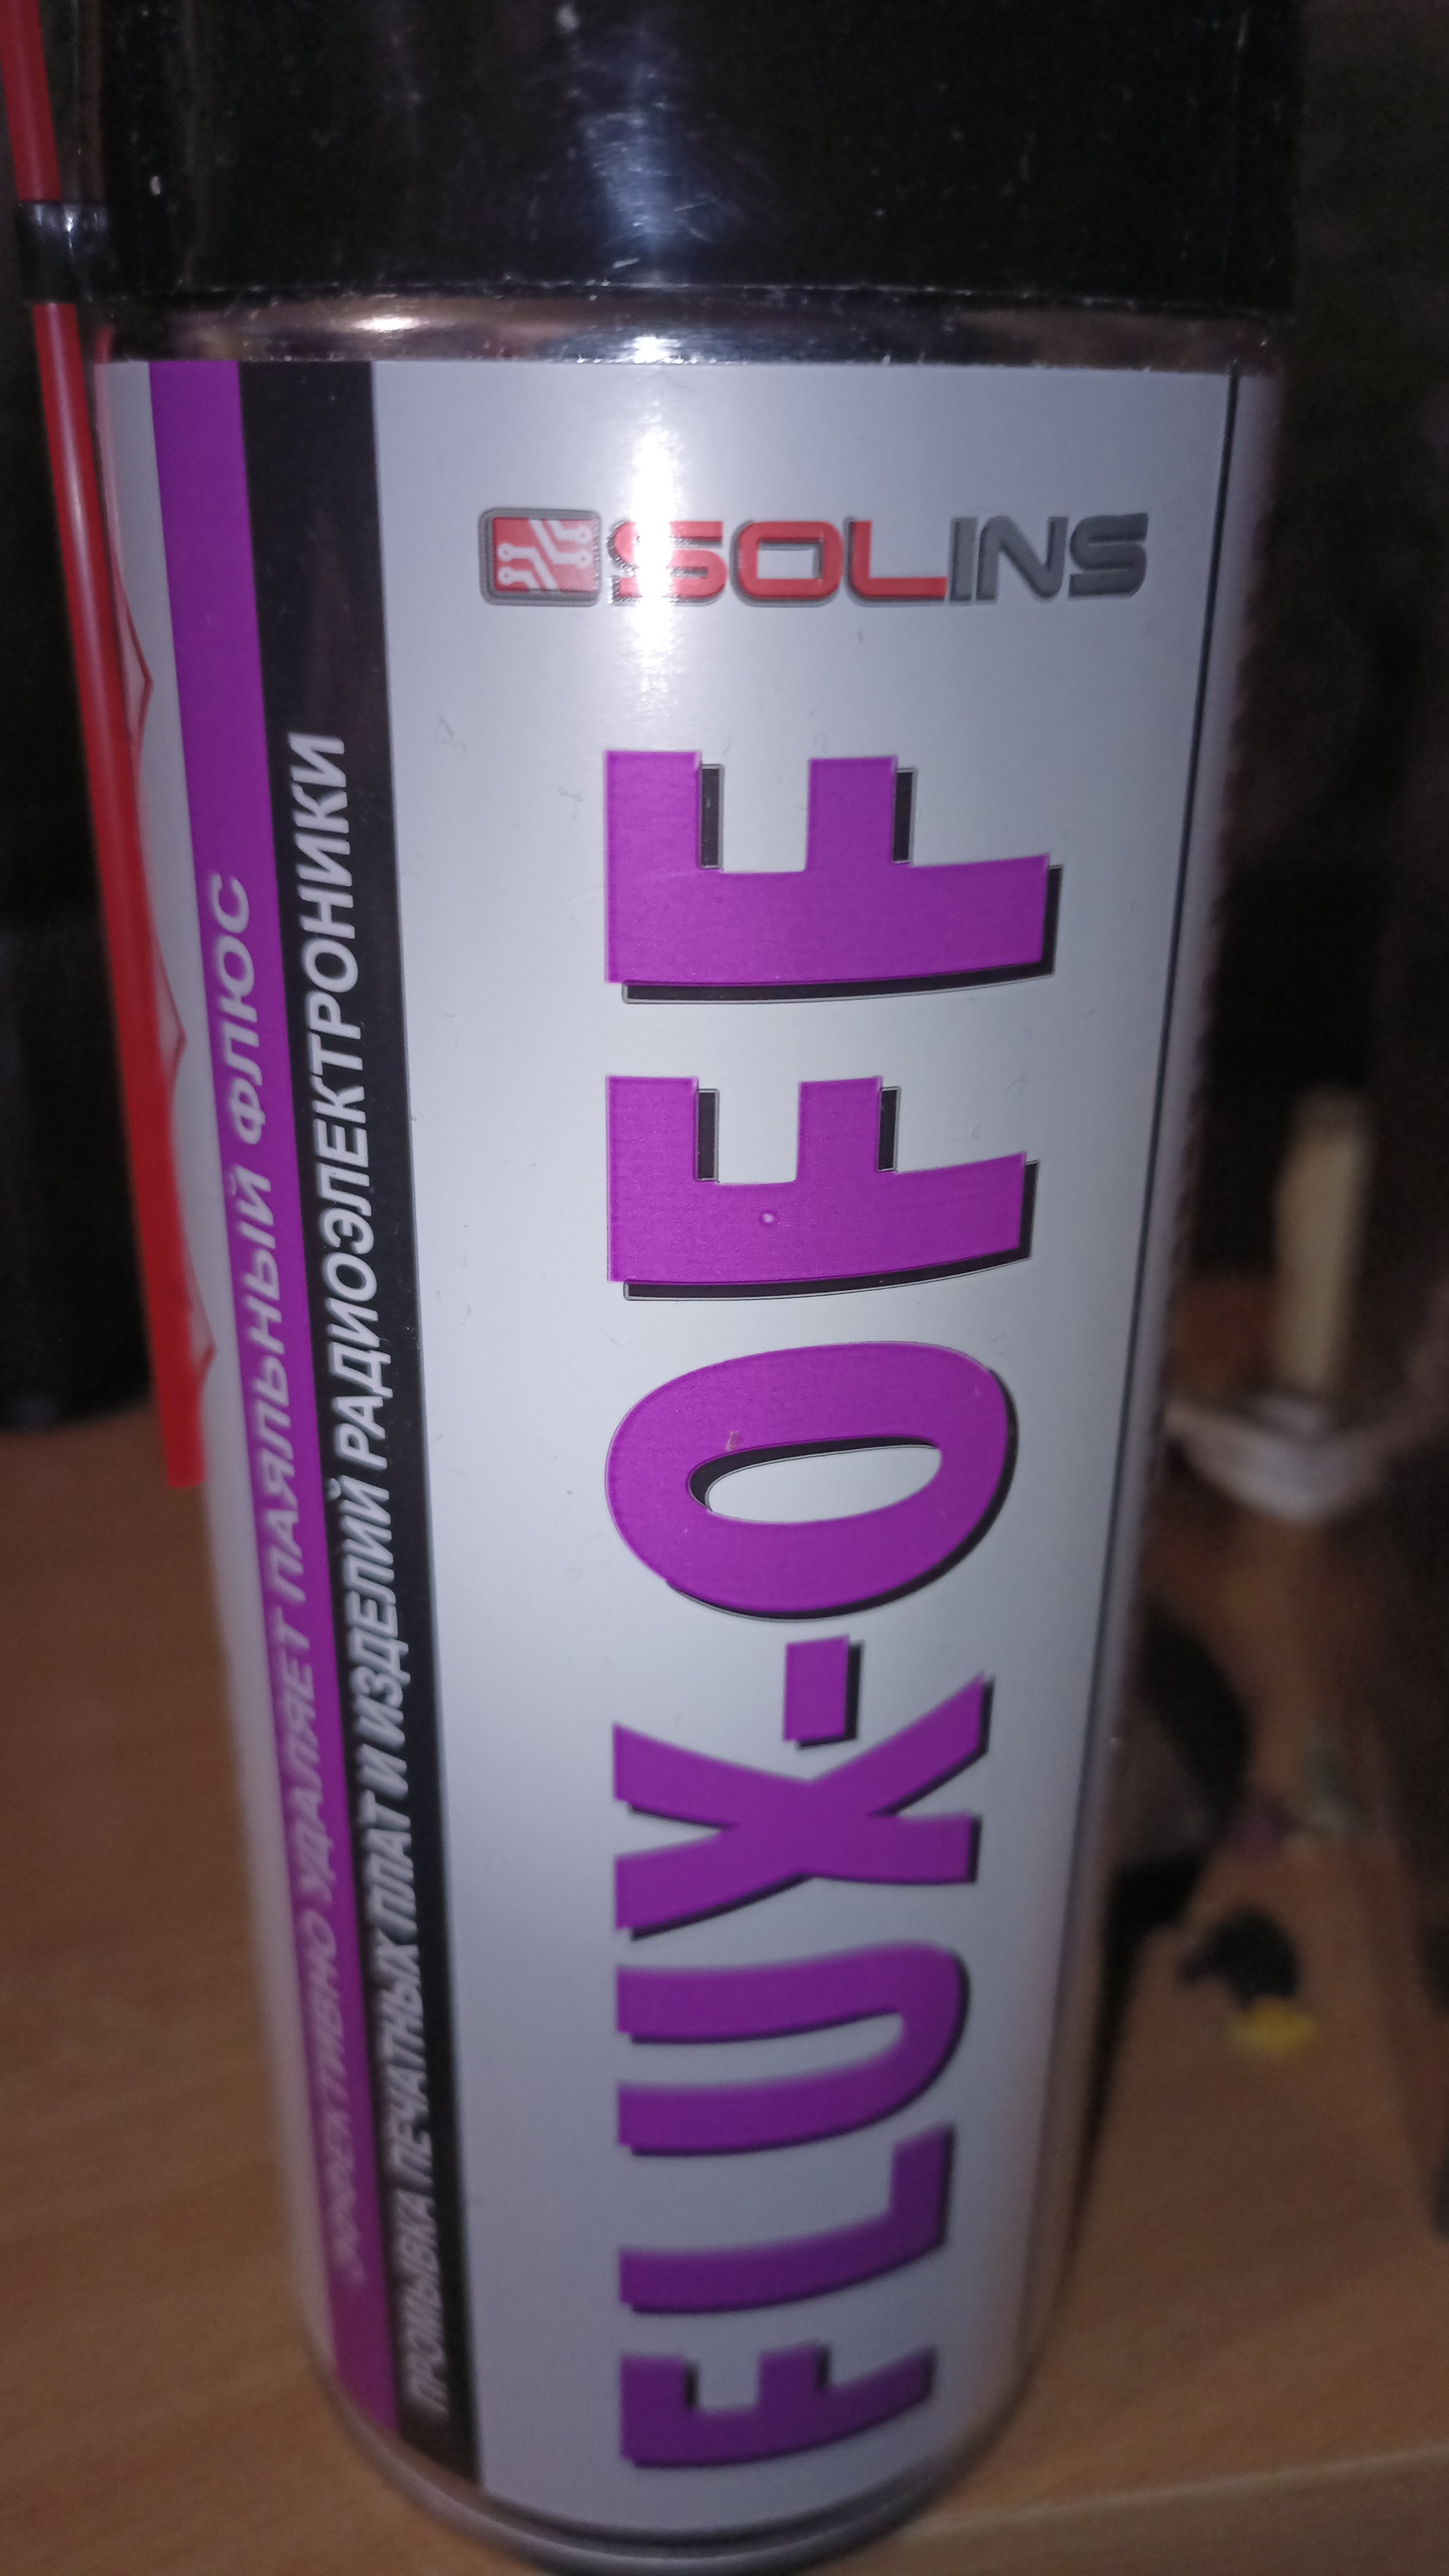 SOLINS
FLUX-OFF
ЭФФЕКТИВНО УДАЛЯЕТ ПАЯЛЬНЫЙ ФЛЮС
ПРОМЫВКА ПЕЧАТНЫХ ПЛАТ И ИЗДЕЛИЙ РАДИОЭЛЕКТРОНИКИ